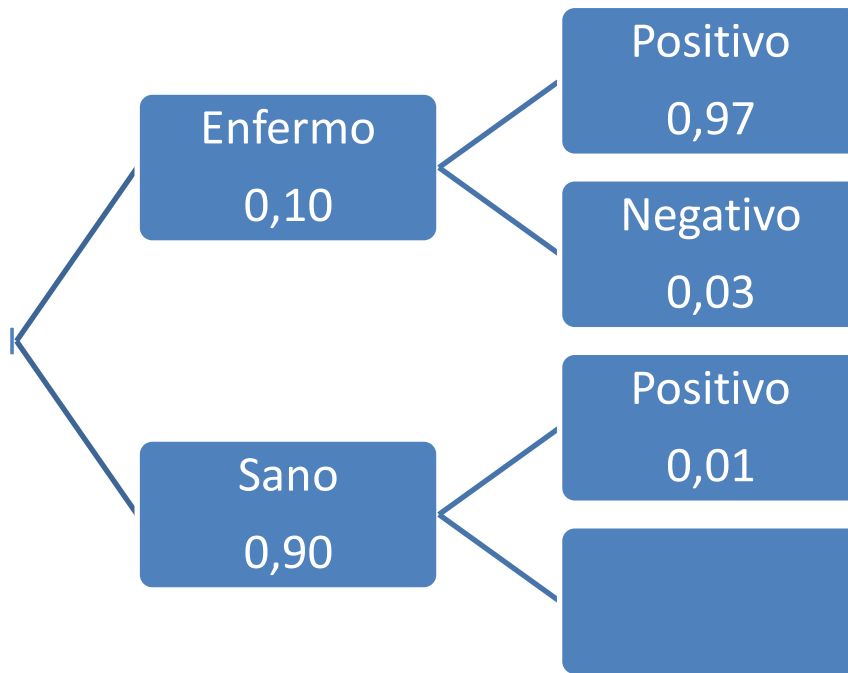 Enfermo
0,10
Positivo
0,97
Negativo
0,03
Sano
0,90
Positivo
0,01